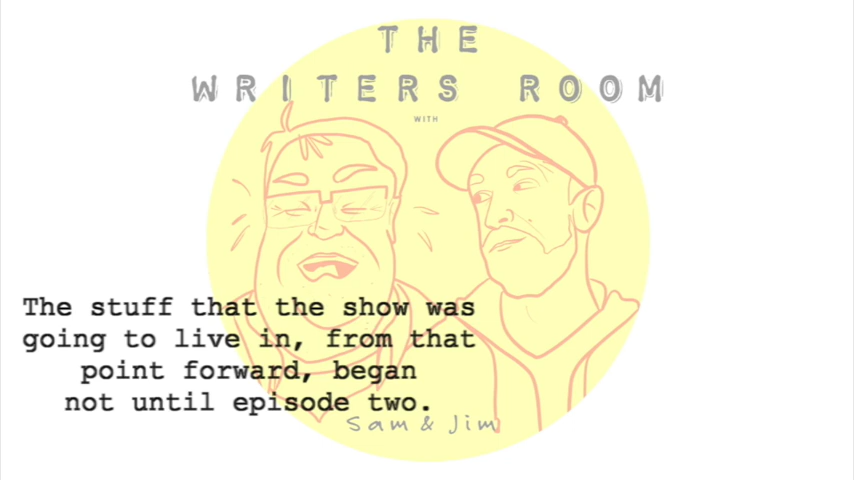 THE
WRITERS ROOM
WITH
The stuff that the show was
going to live in, from that
point forward, began
not until episode two.
Sam & Jim